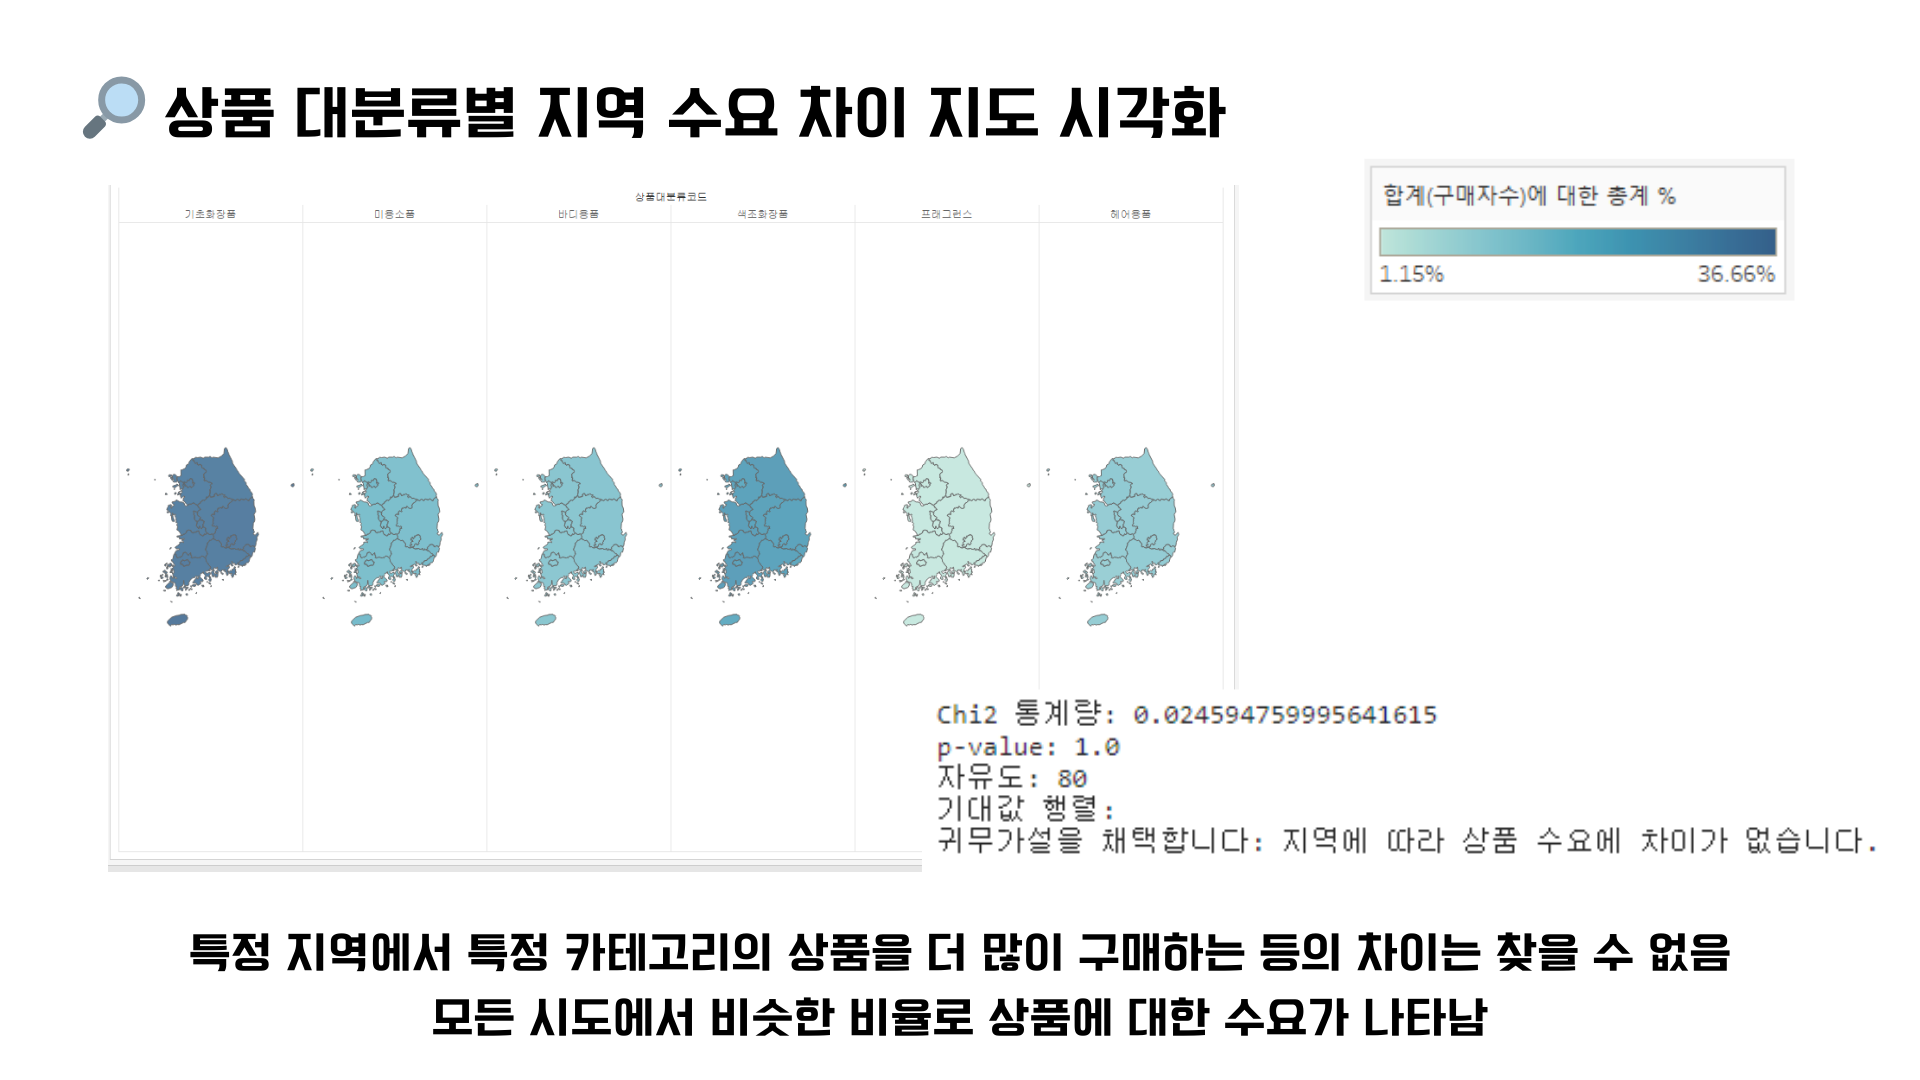 상품 대분류별 지역 수요 차이 지도 시각화
합계(구매자수)에 대한 총계 %
1.15% 36.66%
상품대분류코드
기초화장품 미용소품 바디용품 색조화장품 프래그런스 헤어용품
Chi2 통계량: 0.024594759995641615
p-value: 1.0
자유도: 80
기대값 행렬:
귀무가설을 채택합니다: 지역에 따라 상품 수요에 차이가 없습니다.
특정 지역에서 특정 카테고리의 상품을 더 많이 구매하는 등의 차이는 찾을 수 없음
모든 시도에서 비슷한 비율로 상품에 대한 수요가 나타남